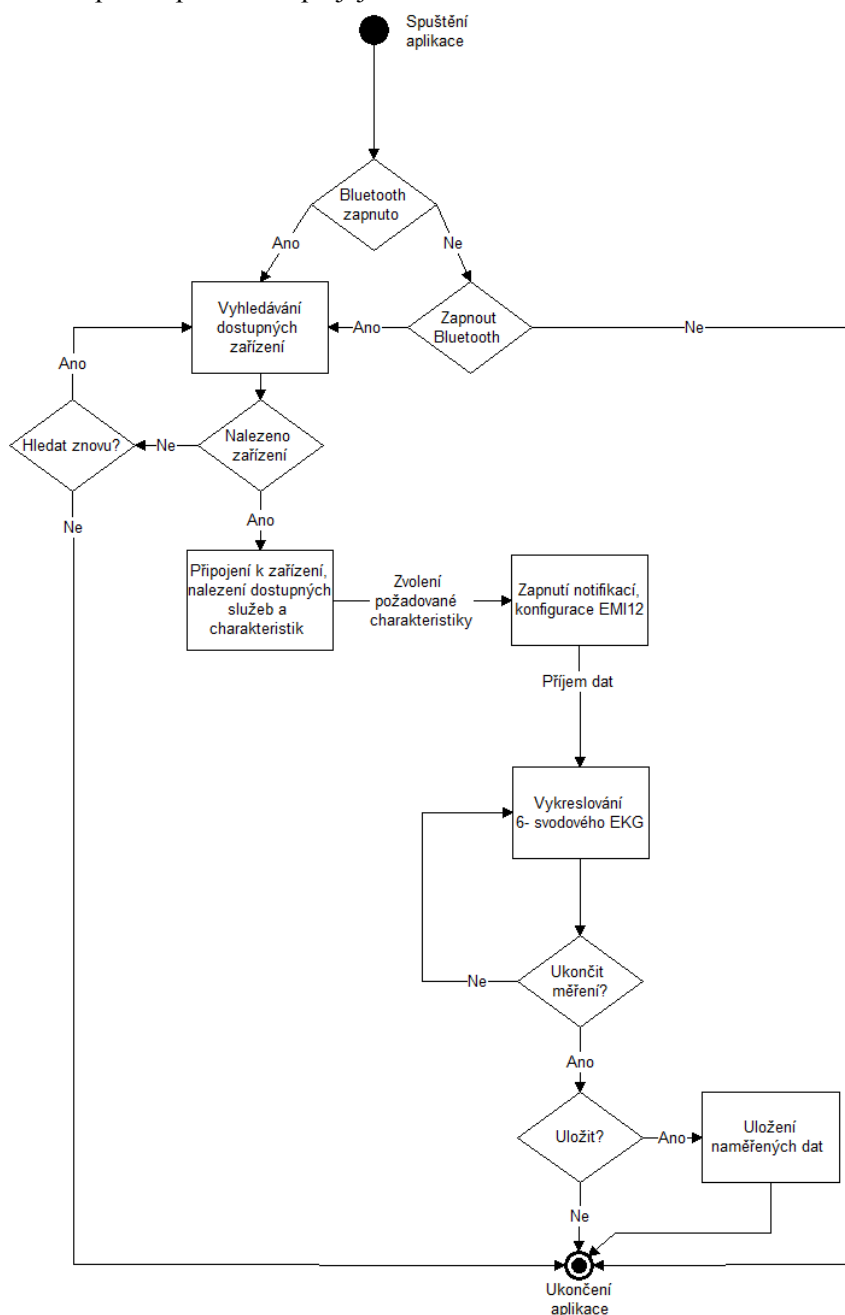 Spuštění
aplikace
Bluetooth
zapnuto
Ano
Ne
Vyhledávání
dostupných
zařízení
Ano
Zapnout
Bluetooth
Ne
Ano
Hledat znovu?
Ne
Nalezeno
zařízení
Ne
Ano
Připojení k zařízení,
nalezení dostupných
služeb a
charakteristik
Zvolení
požadované
charakteristiky
Zapnutí notifikací,
konfigurace EMI12
Příjem dat
Vykreslování
6- svodového EKG
Ne
Ukončit
měření?
Ano
Uložit?
Ano
Uložení
naměřených dat
Ne
Ukončení
aplikace